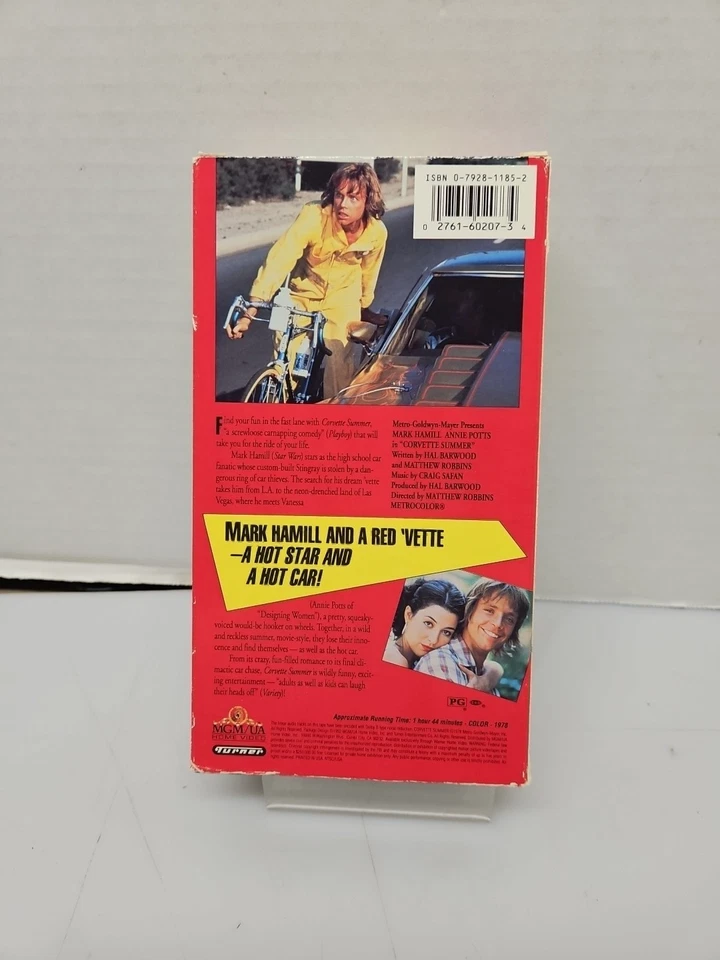 ISBN 0-7928-1185-2
0 2761-60207-3 4
Find your fun in the fast lane with Corvette Summer,
"a screwloose carnapping comedy" (Playboy) that will
take you for the ride of your life.
Mark Hamill (Star Wars) stars as the high school car
fanatic whose custom-built Stingray is stolen by a dan-
gerous ring of car thieves. The search for his dream 'vette
takes him from L.A. to the neon-drenched land of Las
Vegas, where he meets Vanessa
Metro-Goldwyn-Mayer Presents
MARK HAMILL ANNIE POTTS
in "CORVETTE SUMMER"
Written by HAL BARWOOD
and MATTHEW ROBBINS
Music by CRAIG SAFAN
Produced by HAL BARWOOD
Directed by MATTHEW ROBBINS
METROCOLOR®
MARK HAMILL AND A RED 'VETTE
—A HOT STAR AND
A HOT CAR!
(Annie Potts of
"Designing Women"), a pretty, squeaky-
voiced would-be hooker on wheels. Together, in a wild
and reckless summer, movie-style, they lose their inno-
cence and find themselves — as well as the hot car.
From its crazy, fun-filled romance to its final cli-
mactic car chase, Corvette Summer is wildly funny, excit-
ing entertainment — "adults as well as kids can laugh
their heads off" (Variety)!
PG
Approximate Running Time: 1 hour 44 minutes - COLOR - 1978
MGM/UA
HOME VIDEO
TURNER